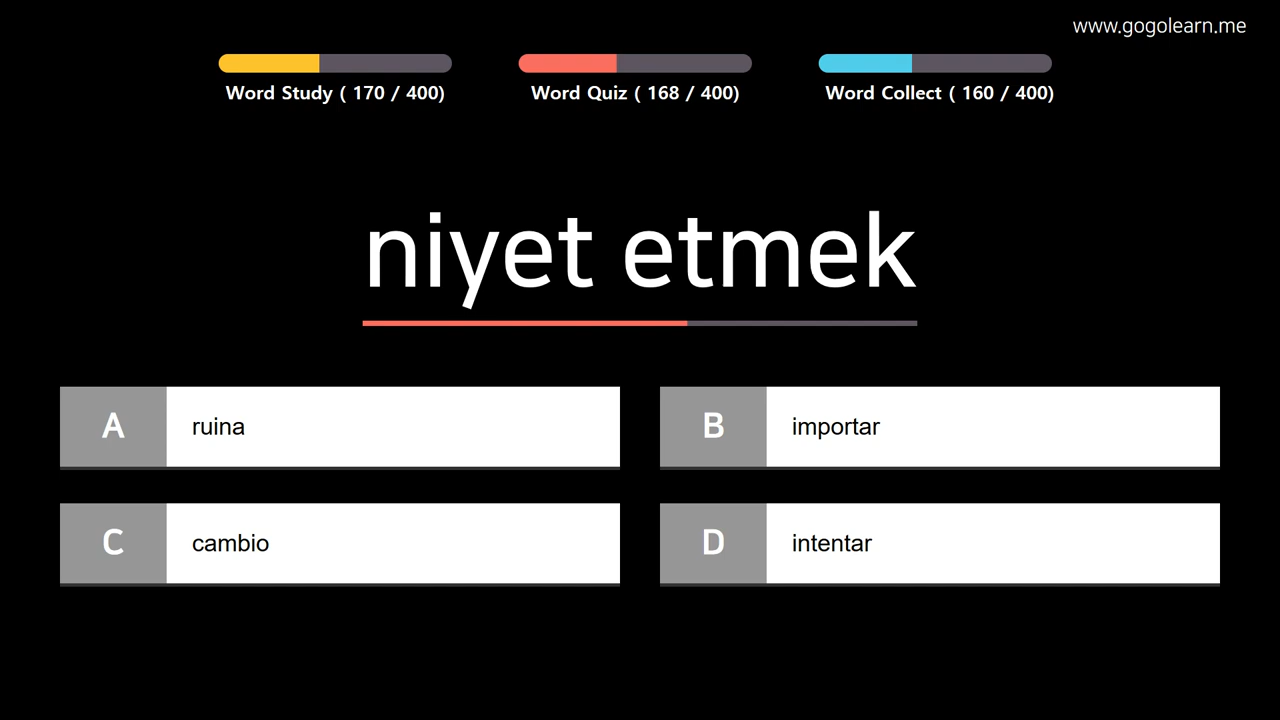 www.gogolearn.me
Word Study ( 170 / 400)
Word Quiz ( 168 / 400)
Word Collect ( 160 / 400)
niyet etmek
A ruina
B importar
C cambio
D intentar